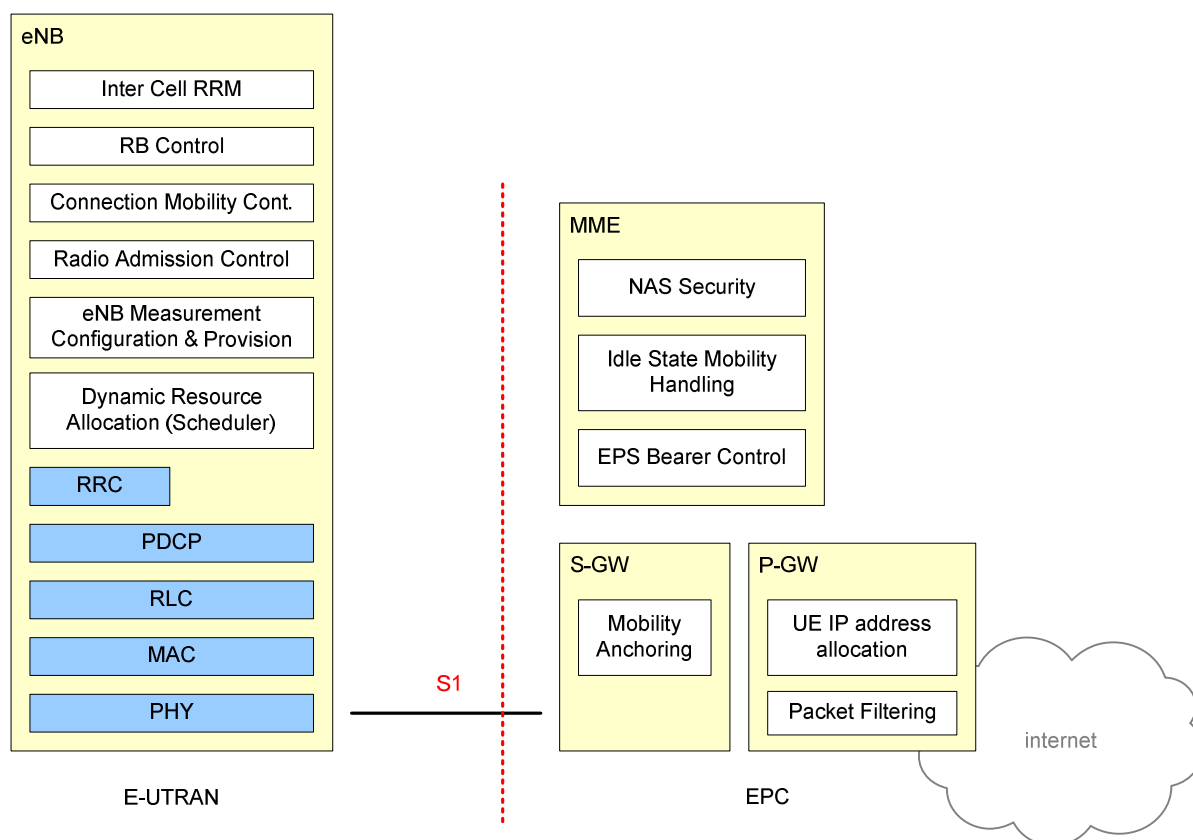 eNB
Inter Cell RRM
RB Control
Connection Mobility Cont.
Radio Admission Control
eNB Measurement
Configuration & Provision
Dynamic Resource
Allocation (Scheduler)
RRC
PDCP
RLC
MAC
PHY
E-UTRAN
S1
MME
NAS Security
Idle State Mobility
Handling
EPS Bearer Control
S-GW
Mobility
Anchoring
P-GW
UE IP address
allocation
Packet Filtering
internet
EPC